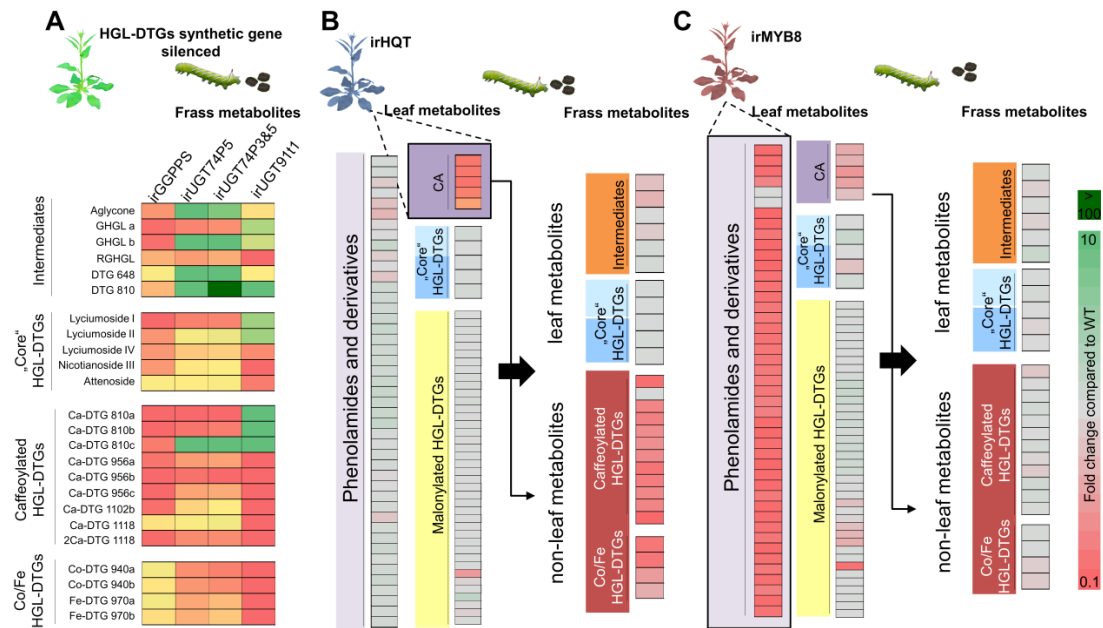 A
HGL-DTGs synthetic gene
silenced
Frass metabolites
irGGPPS
irUGT74P5
irUGT74P3&5
irUGT91t1
Intermediates
Aglycone
GHGL a
GHGL b
RGHGL
DTG 648
DTG 810
„Core“
HGL-DTGs
Lyciumoside I
Lyciumoside II
Lyciumoside IV
Nicotianoside III
Attenoside
Caffeoylated
HGL-DTGs
Ca-DTG 810a
Ca-DTG 810b
Ca-DTG 810c
Ca-DTG 956a
Ca-DTG 956b
Ca-DTG 956c
Ca-DTG 1102b
Ca-DTG 1118
2Ca-DTG 1118
Co/Fe
HGL-DTGs
Co-DTG 940a
Co-DTG 940b
Fe-DTG 970a
Fe-DTG 970b
B
irHQT
Leaf metabolites
Frass metabolites
Phenolamides and derivatives
CA
„Core“
HGL-DTGs
Malonylated HGL-DTGs
leaf metabolites
non-leaf metabolites
Intermediates
„Core“
HGL-DTGs
Caffeoylated
HGL-DTGs
Co/Fe
HGL-DTGs
C
irMYB8
Leaf metabolites
Frass metabolites
Phenolamides and derivatives
CA
„Core“
HGL-DTGs
Malonylated HGL-DTGs
leaf metabolites
non-leaf metabolites
Intermediates
„Core“
HGL-DTGs
Caffeoylated
HGL-DTGs
Co/Fe
HGL-DTGs
>
100
10
Fold change compared to WT
0.1